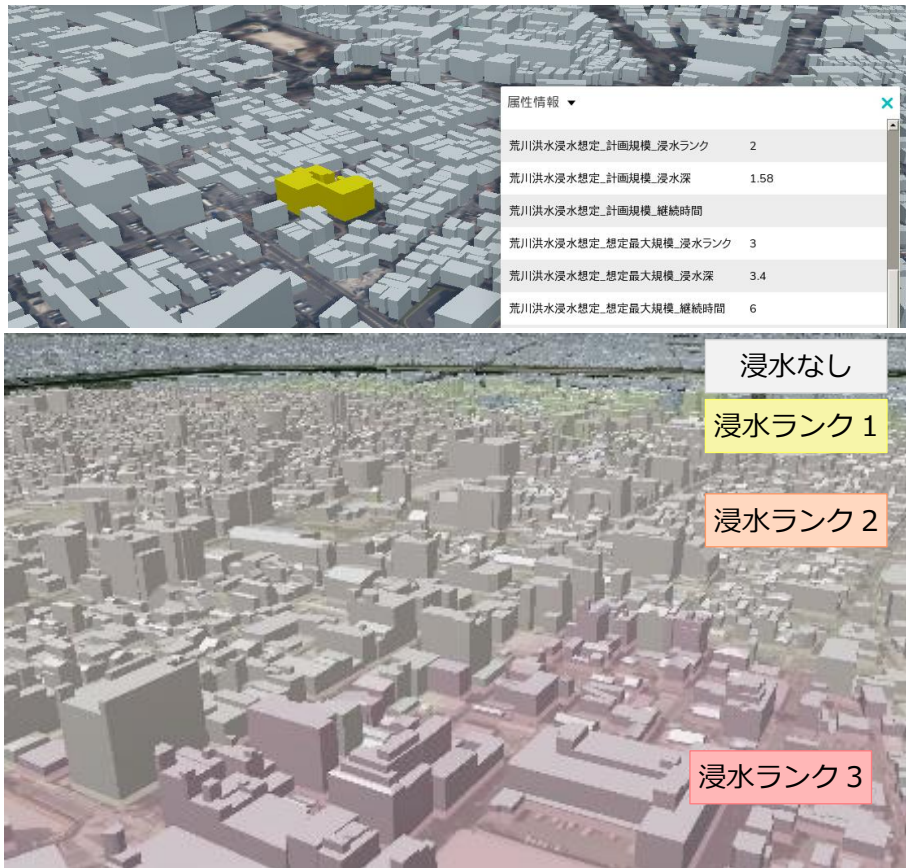 属性情報 ▼ ✕
荒川洪水浸水想定_計画規模_浸水ランク 2
荒川洪水浸水想定_計画規模_浸水深 1.58
荒川洪水浸水想定_計画規模_継続時間
荒川洪水浸水想定_想定最大規模_浸水ランク 3
荒川洪水浸水想定_想定最大規模_浸水深 3.4
荒川洪水浸水想定_想定最大規模_継続時間 6
浸水なし
浸水ランク1
浸水ランク2
浸水ランク3